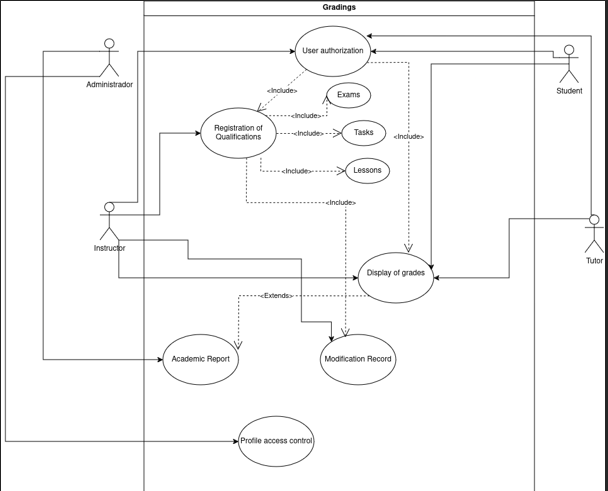 Gradings
User authorization
Administrador
Student
<Include>
Exams
<Include>
Registration of
Qualifications
<Include>
Tasks
<Include>
<Include>
Lessons
<Include>
Instructor
Tutor
Display of grades
<Extends>
Academic Report
Modification Record
Profile access control